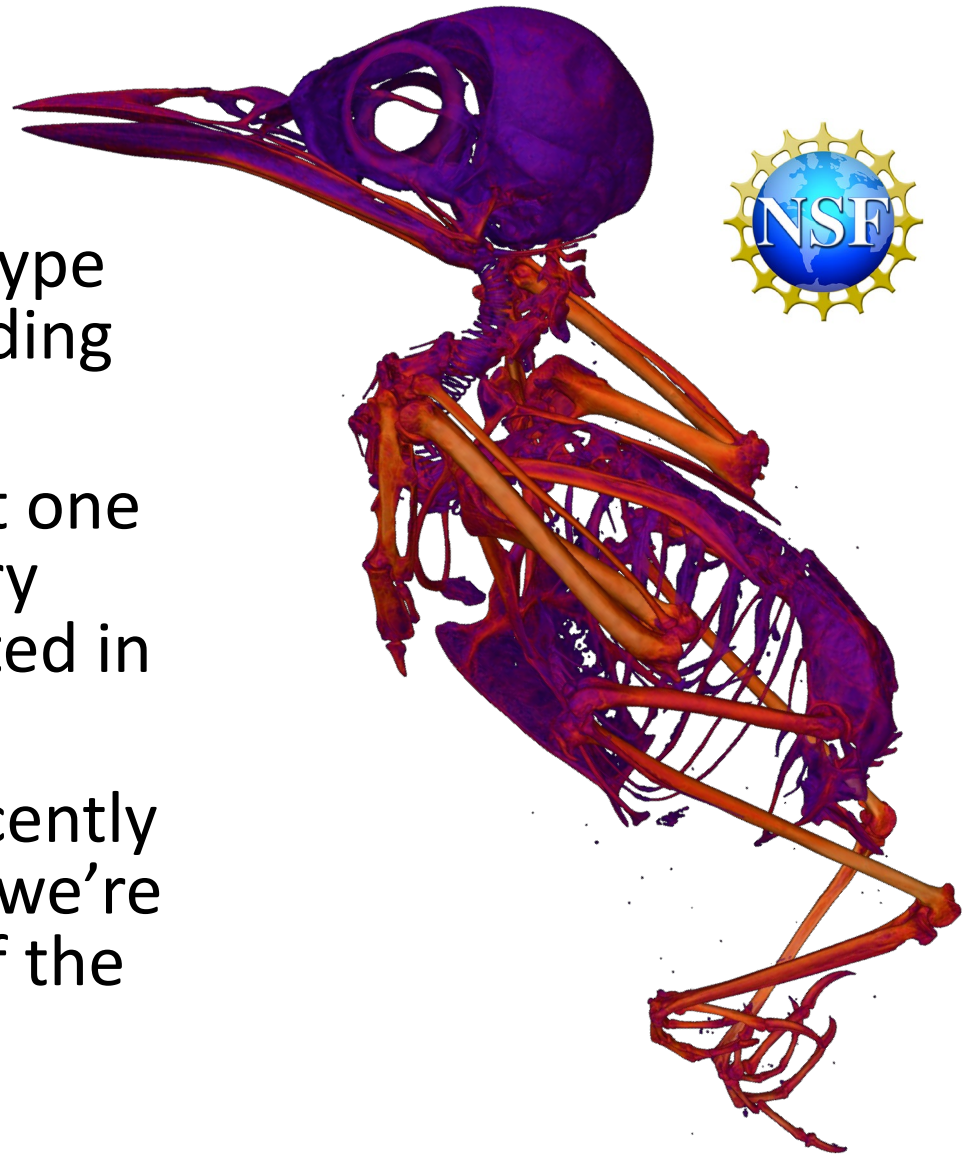 ype
ding
t one
ry
ted in
cently
we’re
f the
NSF